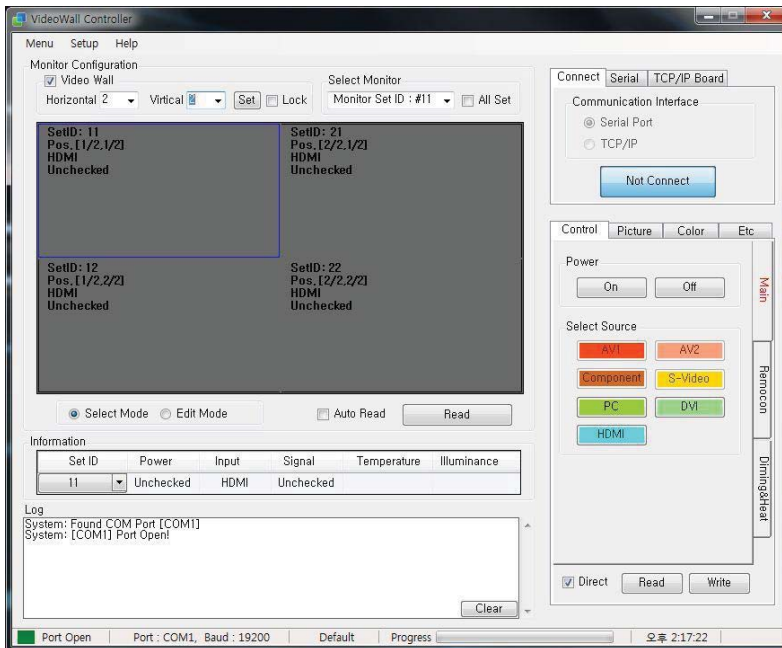 VideoWall Controller
Menu Setup Help
Monitor Configuration
Video Wall
Horizontal 2 Virtical 2 Set Lock
Select Monitor
Monitor Set ID : #11 All Set
SetID: 11
Pos, [1/2,1/2]
HDMI
Unchecked
SetID: 21
Pos, [2/2,1/2]
HDMI
Unchecked
SetID: 12
Pos, [1/2,2/2]
HDMI
Unchecked
SetID: 22
Pos, [2/2,2/2]
HDMI
Unchecked
Select Mode Edit Mode Auto Read Read
Information
Set ID Power Input Signal Temperature Illuminance
11 Unchecked HDMI Unchecked
Log
System: Found COM Port [COM1]
System: [COM1] Port Open!
Clear
Connect Serial TCP/IP Board
Communication Interface
Serial Port
TCP/IP
Not Connect
Control Picture Color Etc
Power
On Off
Select Source
AV1 AV2
Component S-Video
PC DVI
HDMI
Main
Remocon
Diming&Heat
Direct Read Write
Port Open Port : COM1, Baud : 19200 Default Progress 오후 2:17:22